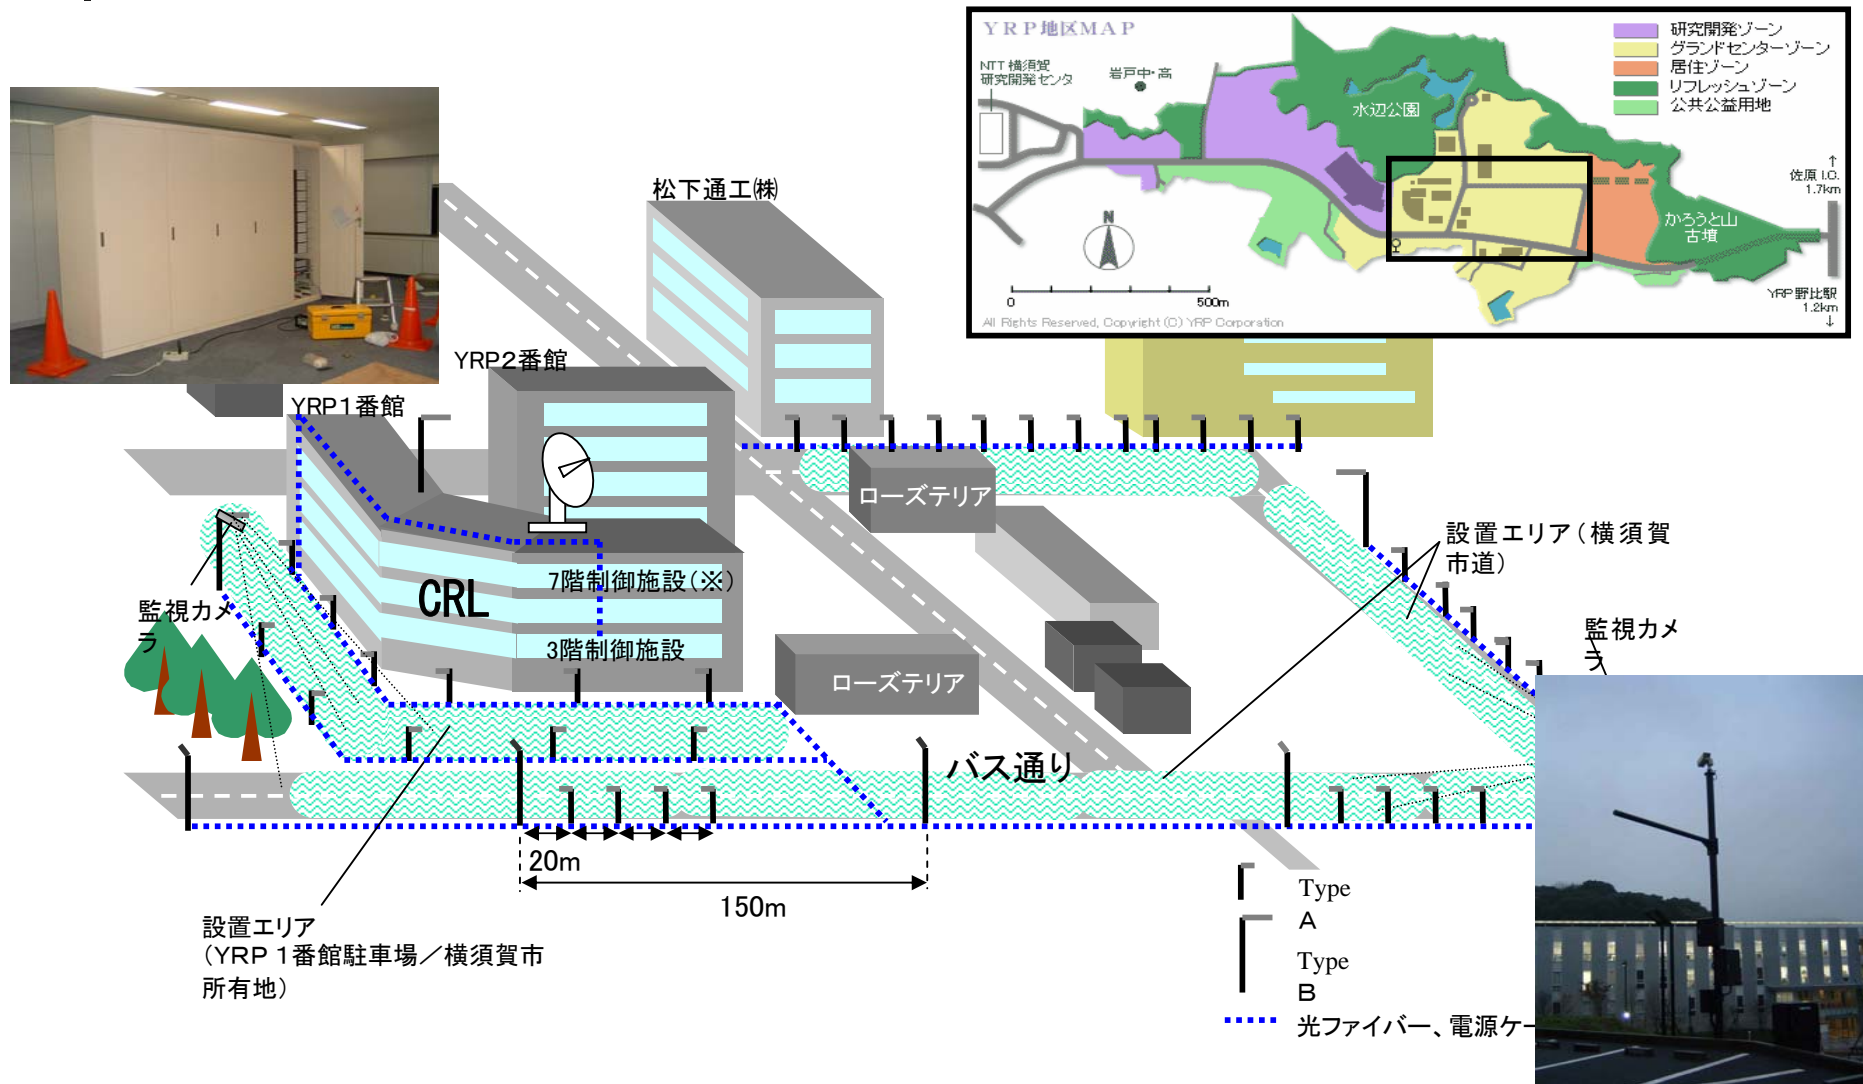 YRP地区MAP
NTT 横須賀
研究開発センタ
岩戸中・高
水辺公園
研究開発ゾーン
グランドセンターゾーン
居住ゾーン
リフレッシュゾーン
公共公益用地
↑
佐原 I.C.
1.7km
かろうと山
古墳
N
0
500m
YRP 野比駅
1.2km
↓
All Rights Reserved, Copyright (C) YRP Corporation
松下通工㈱
YRP2番館
YRP1番館
ローズテリア
設置エリア(横須賀
市道)
CRL
7階制御施設(※)
3階制御施設
監視カメ
ラ
監視カメ
ラ
ローズテリア
バス通り
20m
150m
設置エリア
(YRP 1番館駐車場/横須賀市
所有地)
Type
A
Type
B
光ファイバー、電源ケー